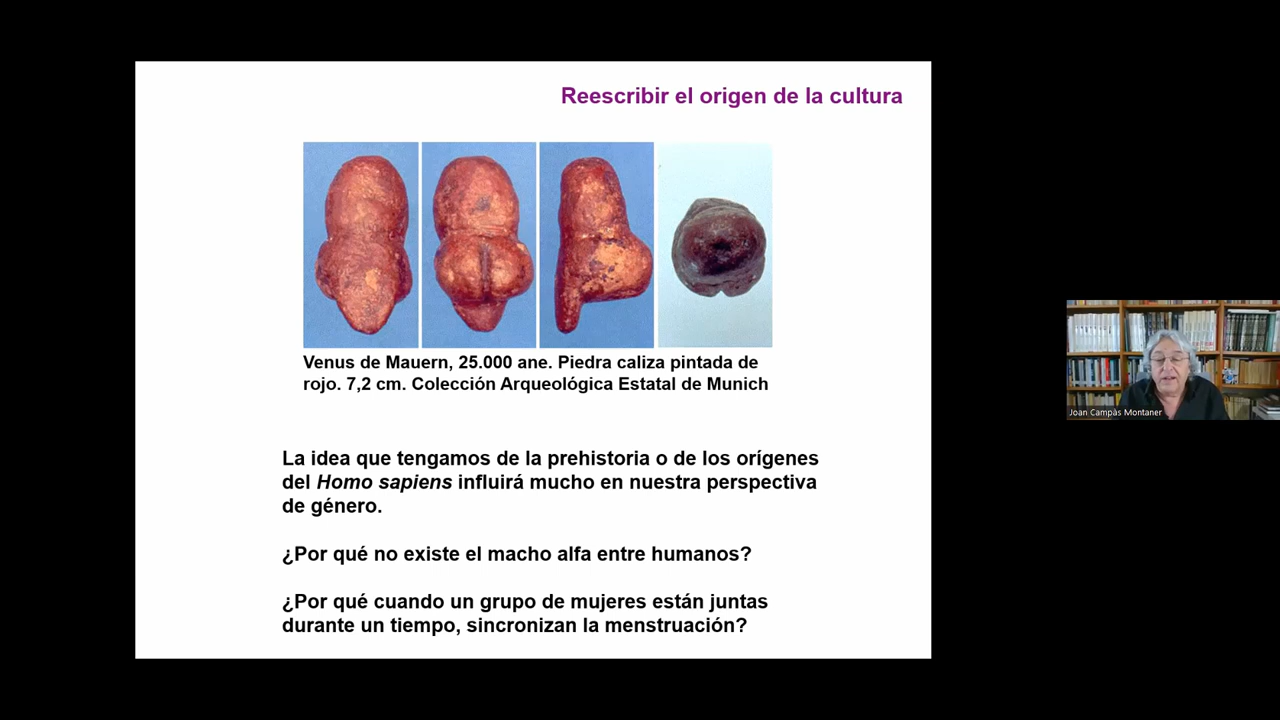 Reescribir el origen de la cultura
Venus de Mauern, 25.000 ane. Piedra caliza pintada de
rojo. 7,2 cm. Colección Arqueológica Estatal de Munich
La idea que tengamos de la prehistoria o de los orígenes
del Homo sapiens influirá mucho en nuestra perspectiva
de género.
¿Por qué no existe el macho alfa entre humanos?
¿Por qué cuando un grupo de mujeres están juntas
durante un tiempo, sincronizan la menstruación?
Joan Campàs Montaner